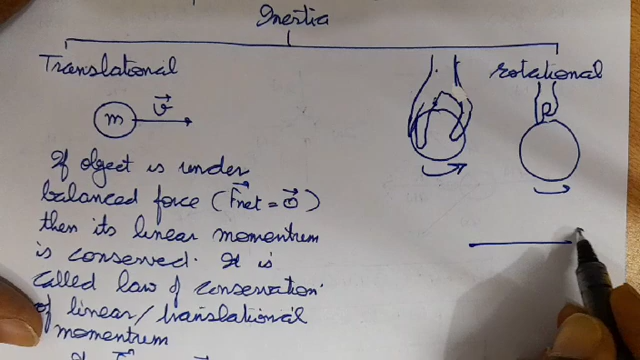 Inertia
Translational
rotational
m
v⃗
If object is under
balanced force (F⃗net = 0⃗)
then its linear momentum
is conserved. It is
called law of conservation
of linear/translational
momentum